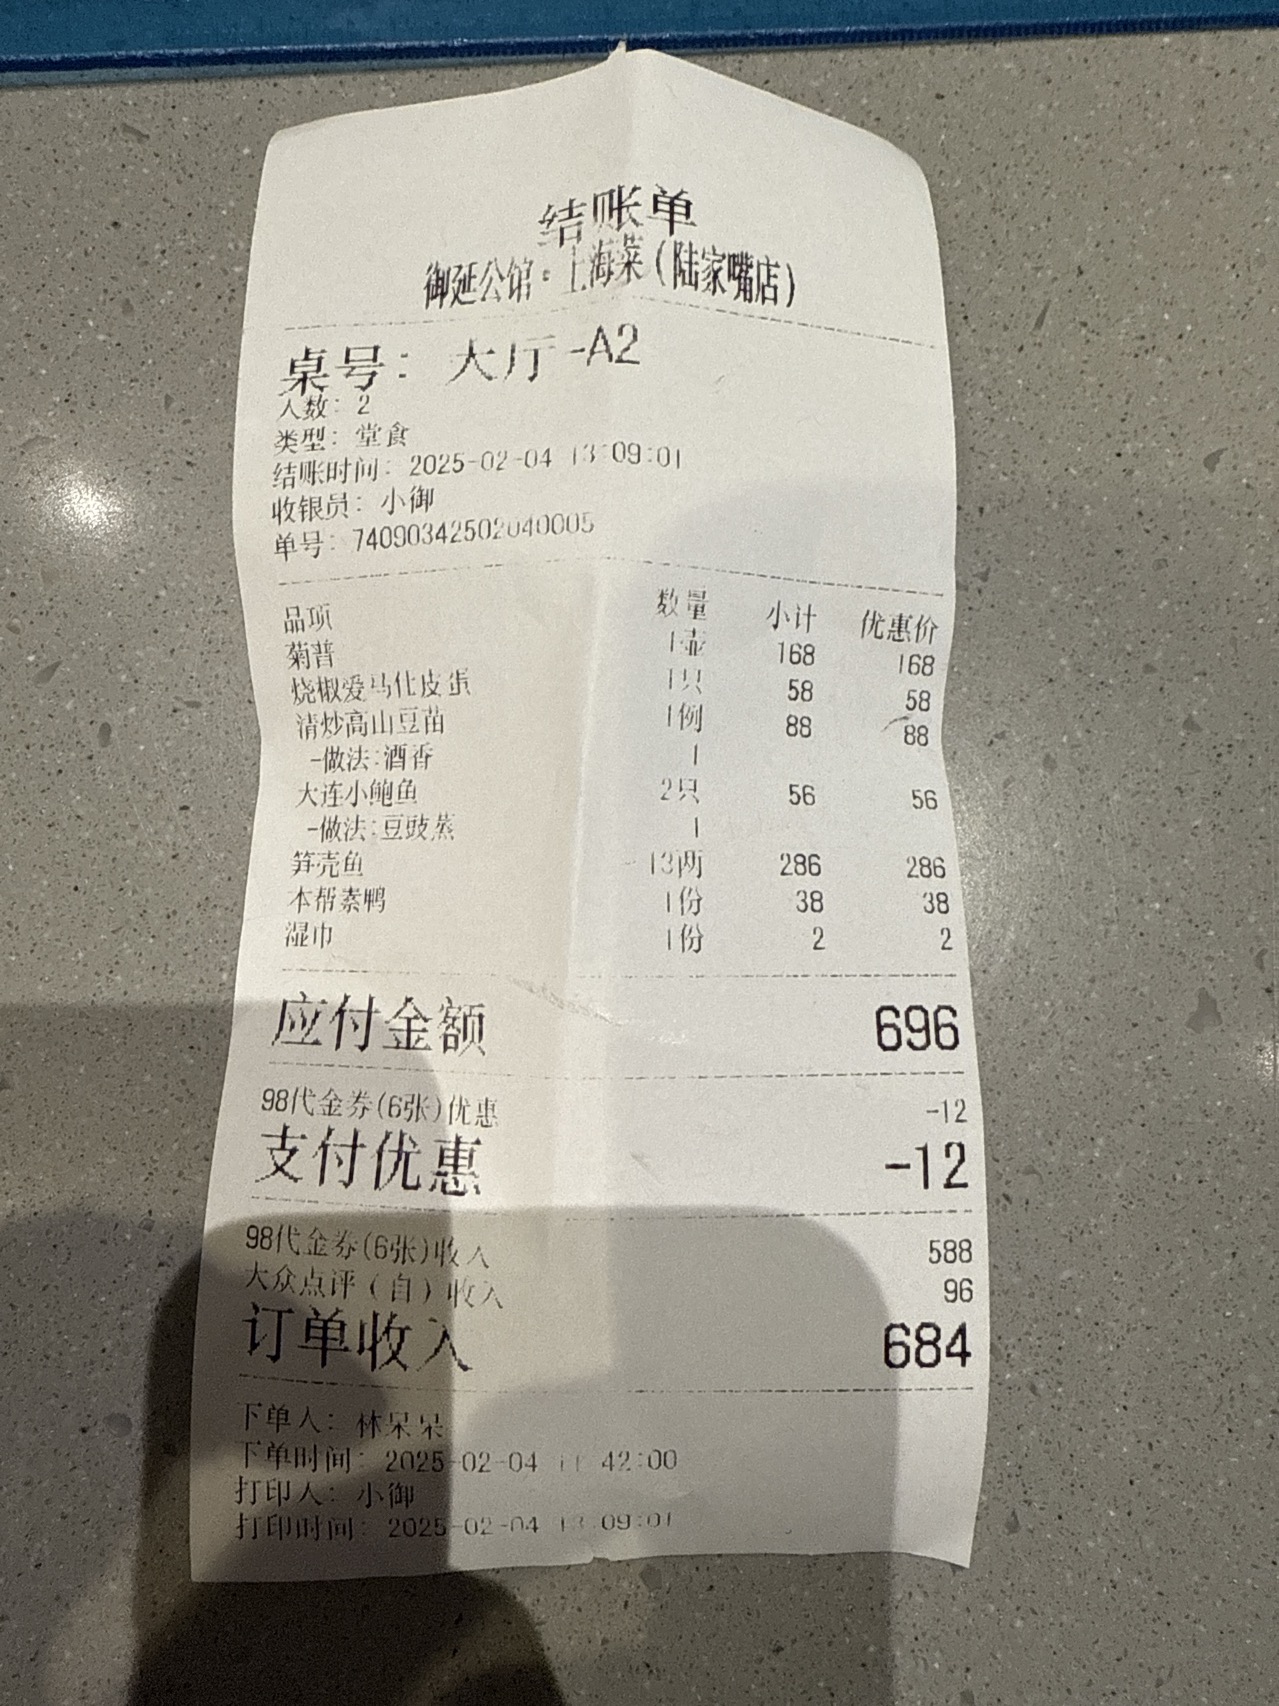 结账单
御延公馆·上海菜(陆家嘴店)
桌号: 大厅-A2
人数: 2
类型: 堂食
结账时间: 2025-02-04 13:09:01
收银员: 小御
单号: 74090342502040005
品项 数量 小计 优惠价
菊普 1壶 168 168
烧椒爱马仕皮蛋 1只 58 58
清炒高山豆苗 1例 88 88
-做法:酒香 1
大连小鲍鱼 2只 56 56
-做法:豆豉蒸 1
笋壳鱼 13两 286 286
本帮素鸭 1份 38 38
湿巾 1份 2 2
应付金额 696
98代金券(6张)优惠 -12
支付优惠 -12
98代金券(6张)收入 588
大众点评(自)收入 96
订单收入 684
下单人: 林呆呆
下单时间: 2025-02-04 11:42:00
打印人: 小御
打印时间: 2025-02-04 13:09:01